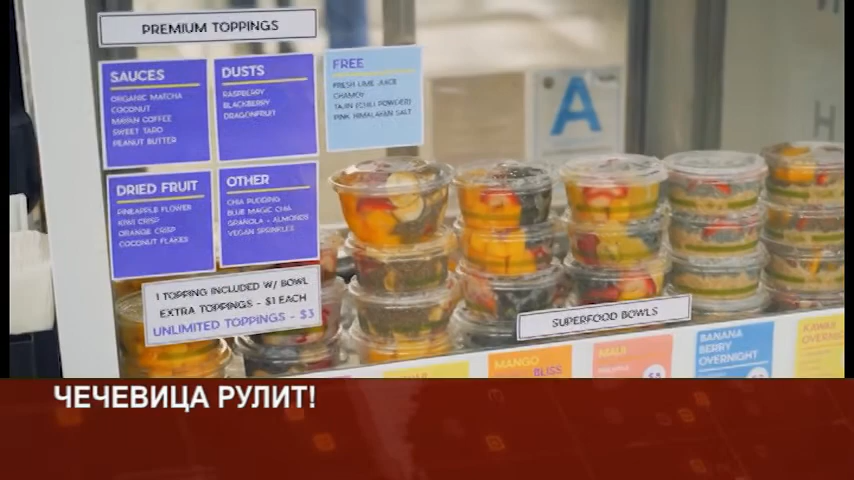 PREMIUM TOPPINGS
SAUCES
ORGANIC MATCHA
COCONUT
MAYAN COFFEE
SWEET TARO
PEANUT BUTTER
DUSTS
RASPBERRY
BLACKBERRY
DRAGONFRUIT
FREE
FRESH LIME JUICE
CHAMOY
TAJIN (CHILI POWDER)
PINK HIMALAYAN SALT
A
DRIED FRUIT
PINEAPPLE FLOWER
KIWI CRISP
ORANGE CRISP
COCONUT FLAKES
OTHER
CHIA PUDDING
BLUE MAGIC CHIA
GRANOLA + ALMONDS
VEGAN SPRINKLES
1 TOPPING INCLUDED W/ BOWL
EXTRA TOPPINGS - $1 EACH
UNLIMITED TOPPINGS - $3
SUPERFOOD BOWLS
MANGO
BLISS
MAUI
BANANA
BERRY
OVERNIGHT
KAWAII
OVERNIGHT
ЧЕЧЕВИЦА РУЛИТ!